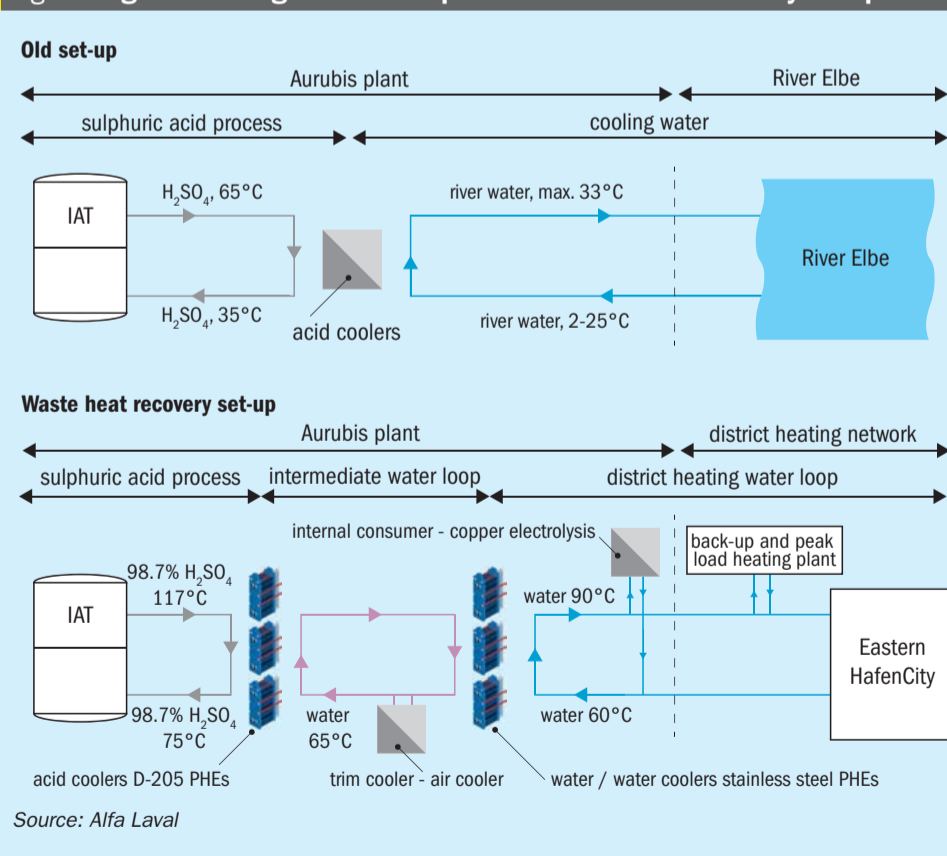 Old set-up
Aurubis plant
River Elbe
sulphuric acid process
cooling water
H₂SO₄, 65°C
river water, max. 33°C
IAT
River Elbe
H₂SO₄, 35°C
river water, 2-25°C
acid coolers
Waste heat recovery set-up
Aurubis plant
district heating network
sulphuric acid process
intermediate water loop
district heating water loop
internal consumer - copper electrolysis
back-up and peak
load heating plant
98.7% H₂SO₄
117°C
water 90°C
IAT
Eastern
HafenCity
98.7% H₂SO₄
75°C
water
65°C
water 60°C
acid coolers D-205 PHEs
trim cooler - air cooler
water / water coolers stainless steel PHEs
Source: Alfa Laval